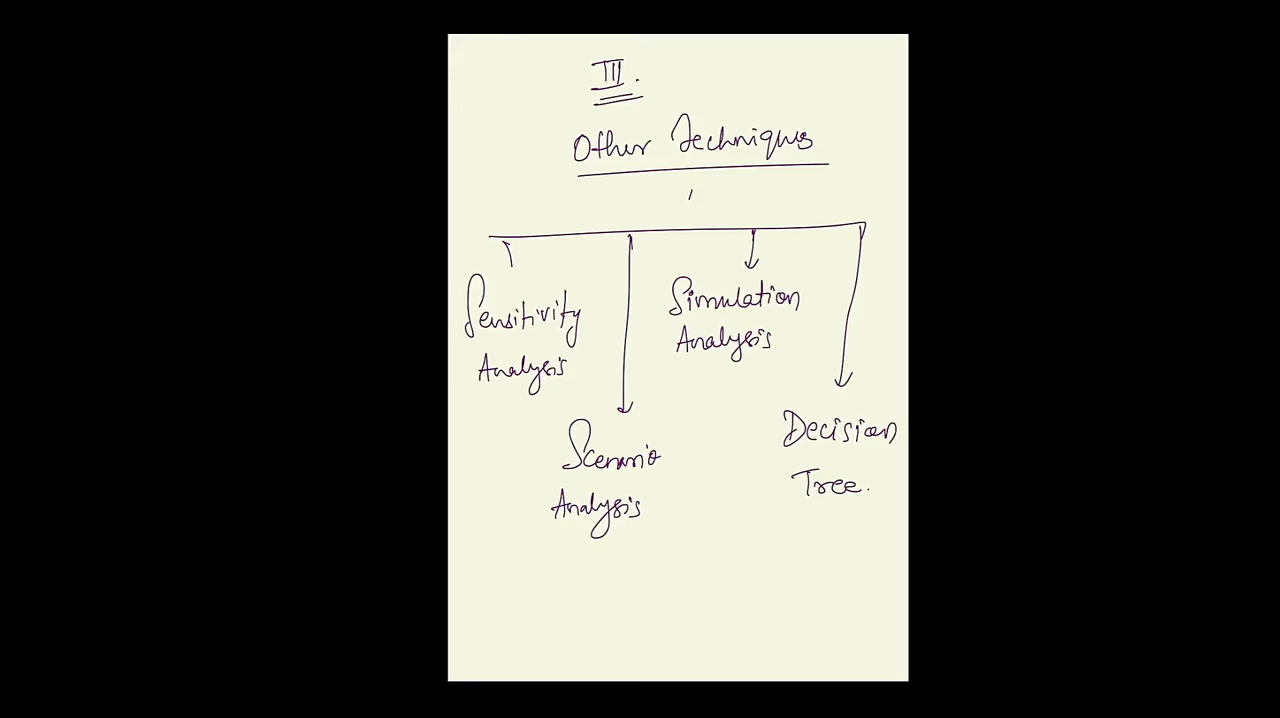 III.
Other Techniques
Sensitivity
Analysis
Scenario
Analysis
Simulation
Analysis
Decision
Tree.